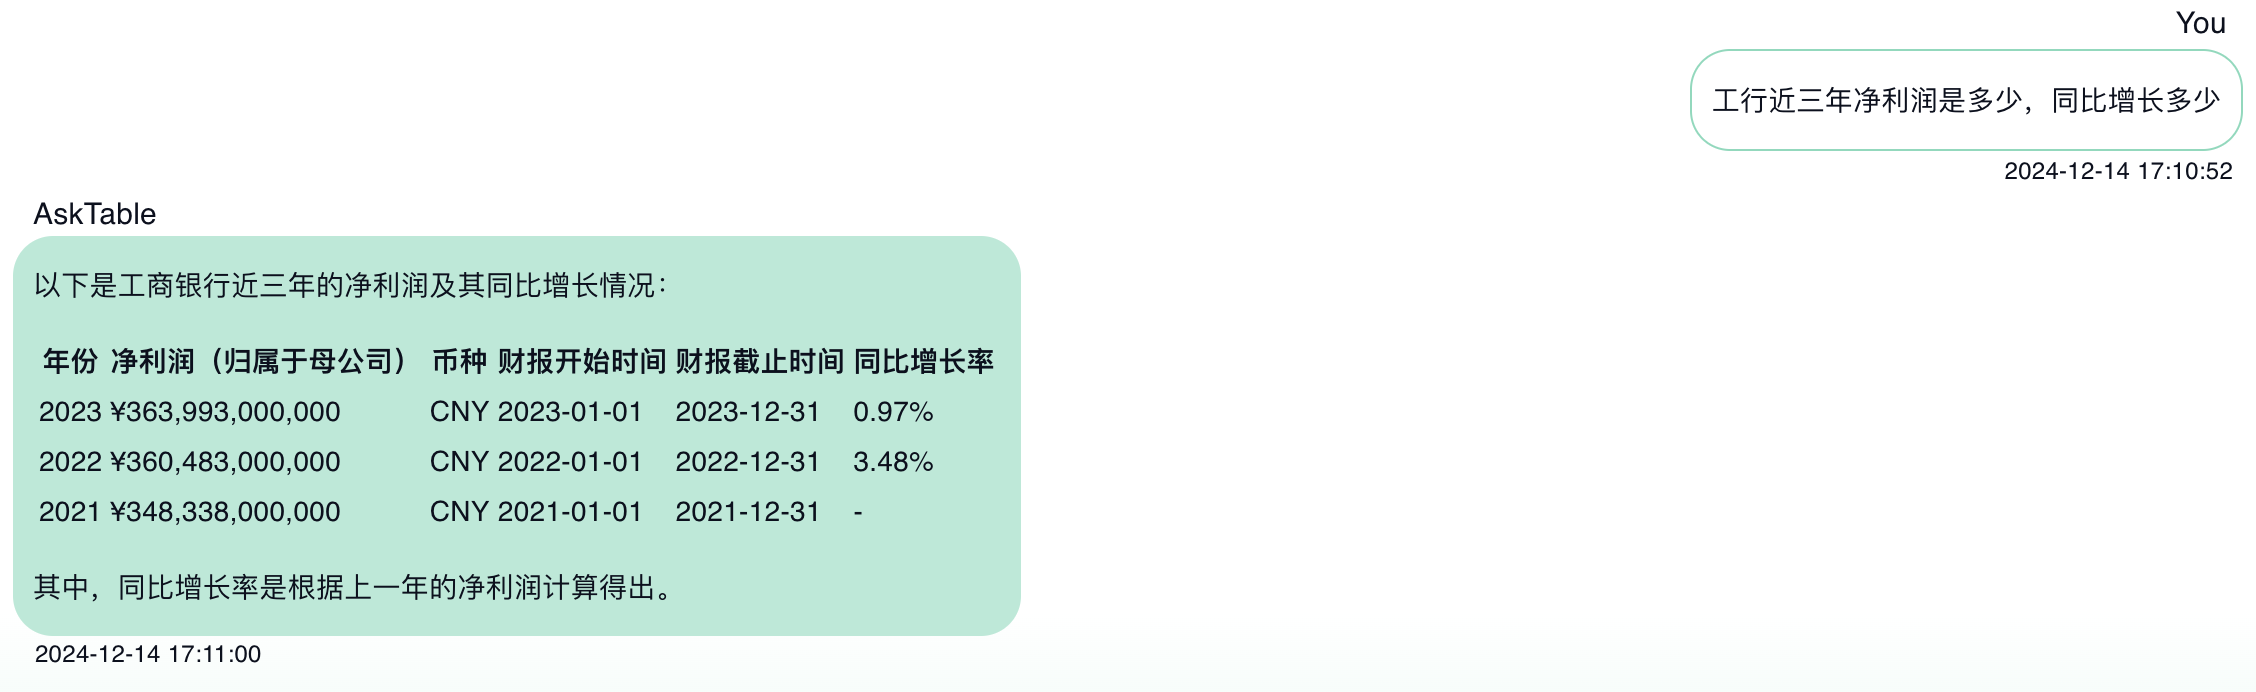 You
工行近三年净利润是多少，同比增长多少
2024-12-14 17:10:52
AskTable
以下是工商银行近三年的净利润及其同比增长情况：
年份 净利润（归属于母公司） 币种 财报开始时间 财报截止时间 同比增长率
2023 ¥363,993,000,000 CNY 2023-01-01 2023-12-31 0.97%
2022 ¥360,483,000,000 CNY 2022-01-01 2022-12-31 3.48%
2021 ¥348,338,000,000 CNY 2021-01-01 2021-12-31 -
其中，同比增长率是根据上一年的净利润计算得出。
2024-12-14 17:11:00